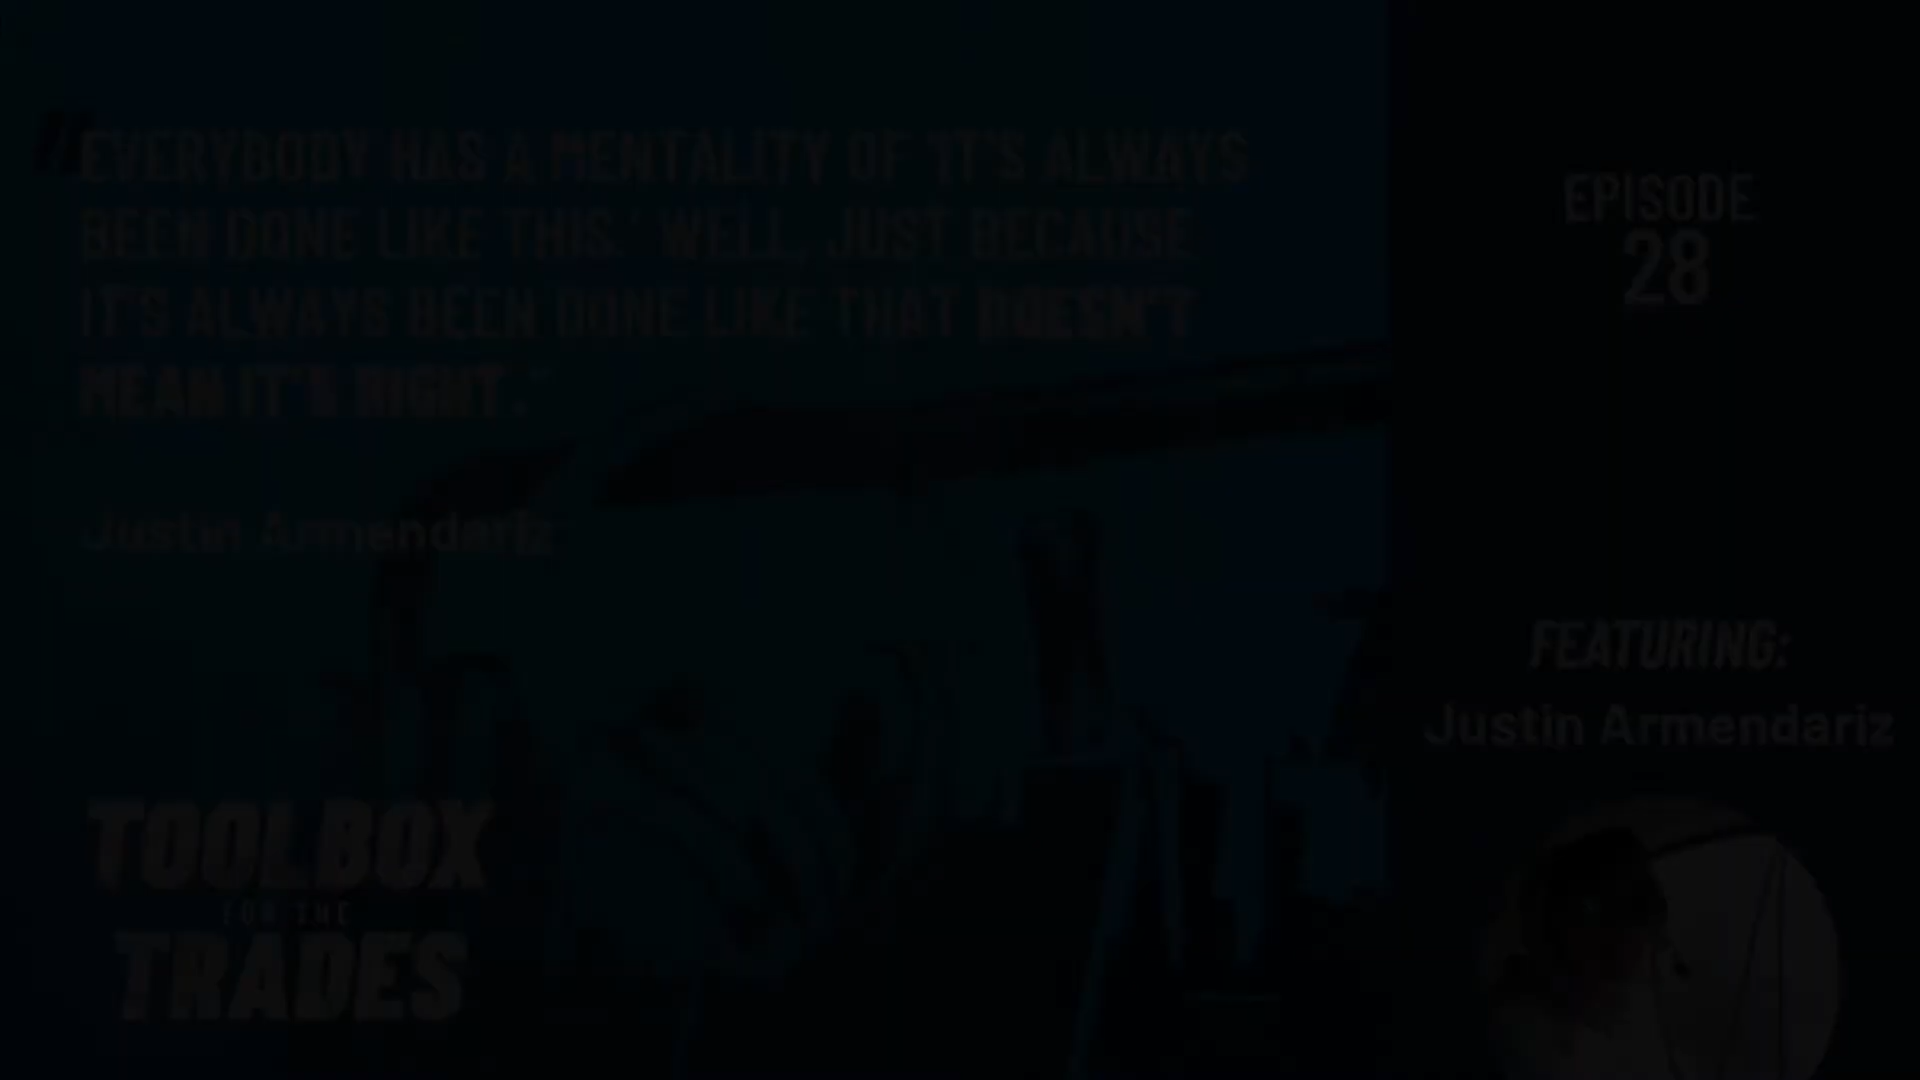 "EVERYBODY HAS A MENTALITY OF 'IT'S ALWAYS
BEEN DONE LIKE THIS.' WELL, JUST BECAUSE
IT'S ALWAYS BEEN DONE LIKE THAT DOESN'T
MEAN IT'S RIGHT."
Justin Armendariz
TOOLBOX
FOR THE
TRADES
EPISODE
28
FEATURING:
Justin Armendariz